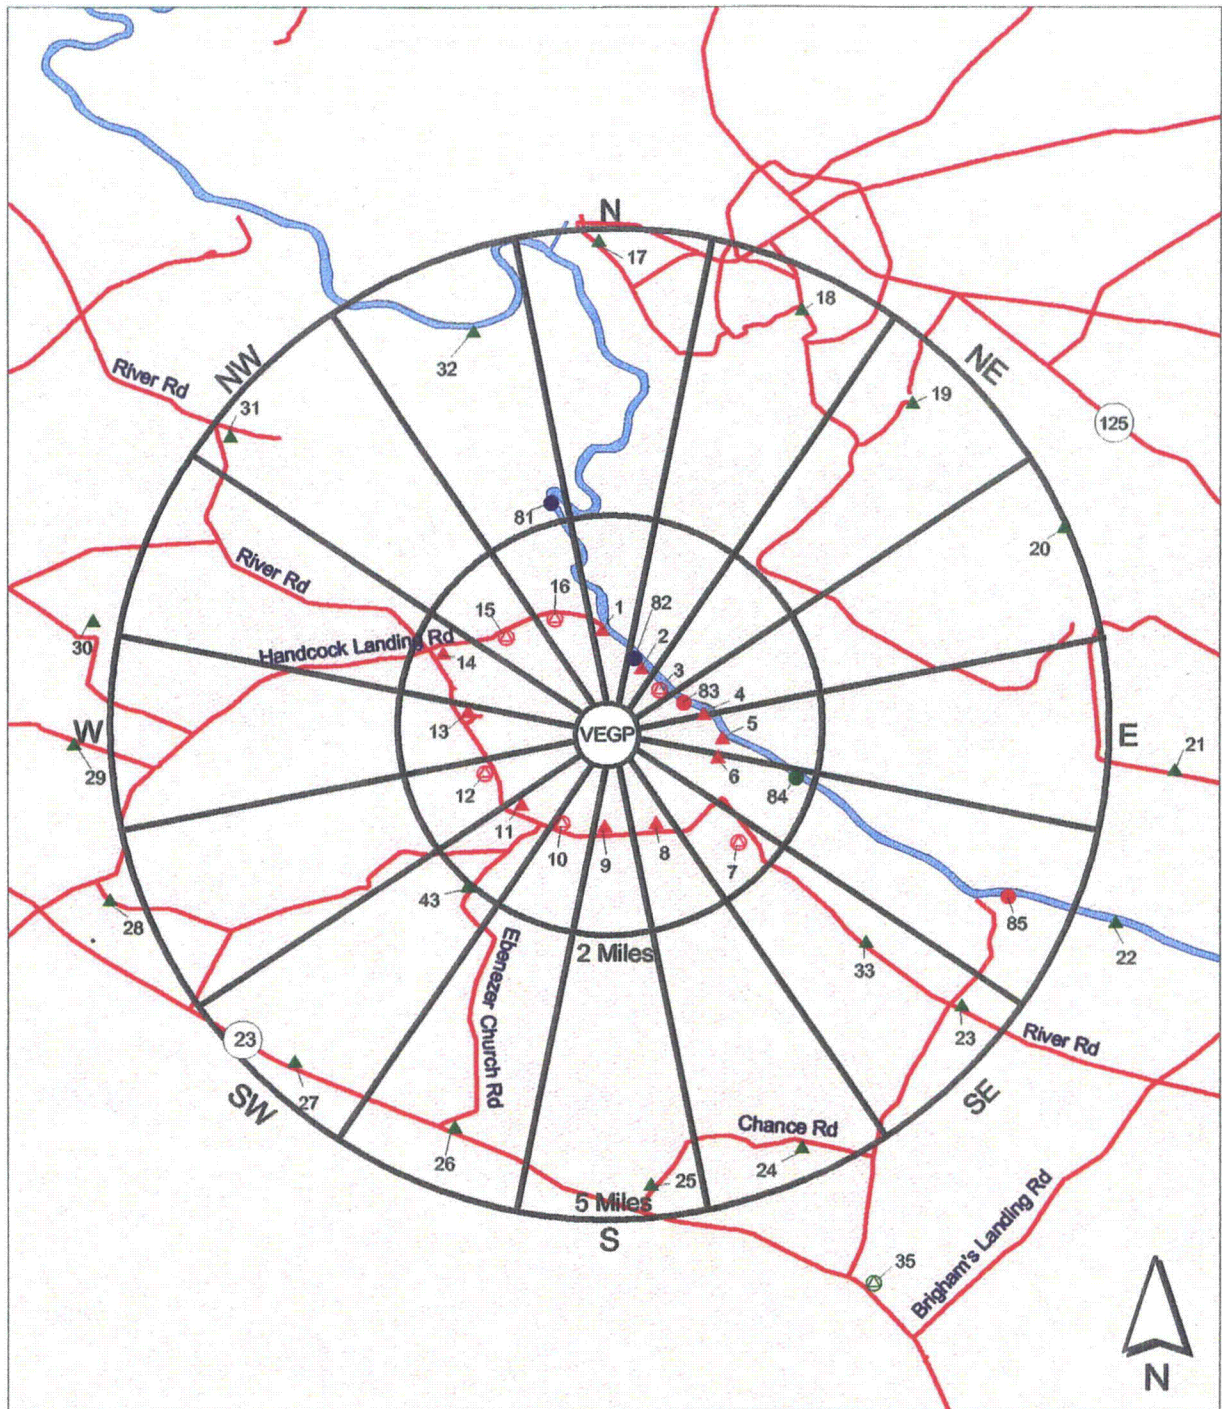 N
17
18
32
NW
River Rd
31
NE
19
125
81
20
River Rd
16
15
1
82
2
30
Handcock Landing Rd
14
3
83
4
13
5
W
VEGP
E
29
12
6
21
84
11
10
9
8
7
43
28
85
2 Miles
33
22
Ebenezer Church Rd
23
23
River Rd
27
SW
SE
26
Chance Rd
24
25
5 Miles
S
35
Brigham's Landing Rd
N